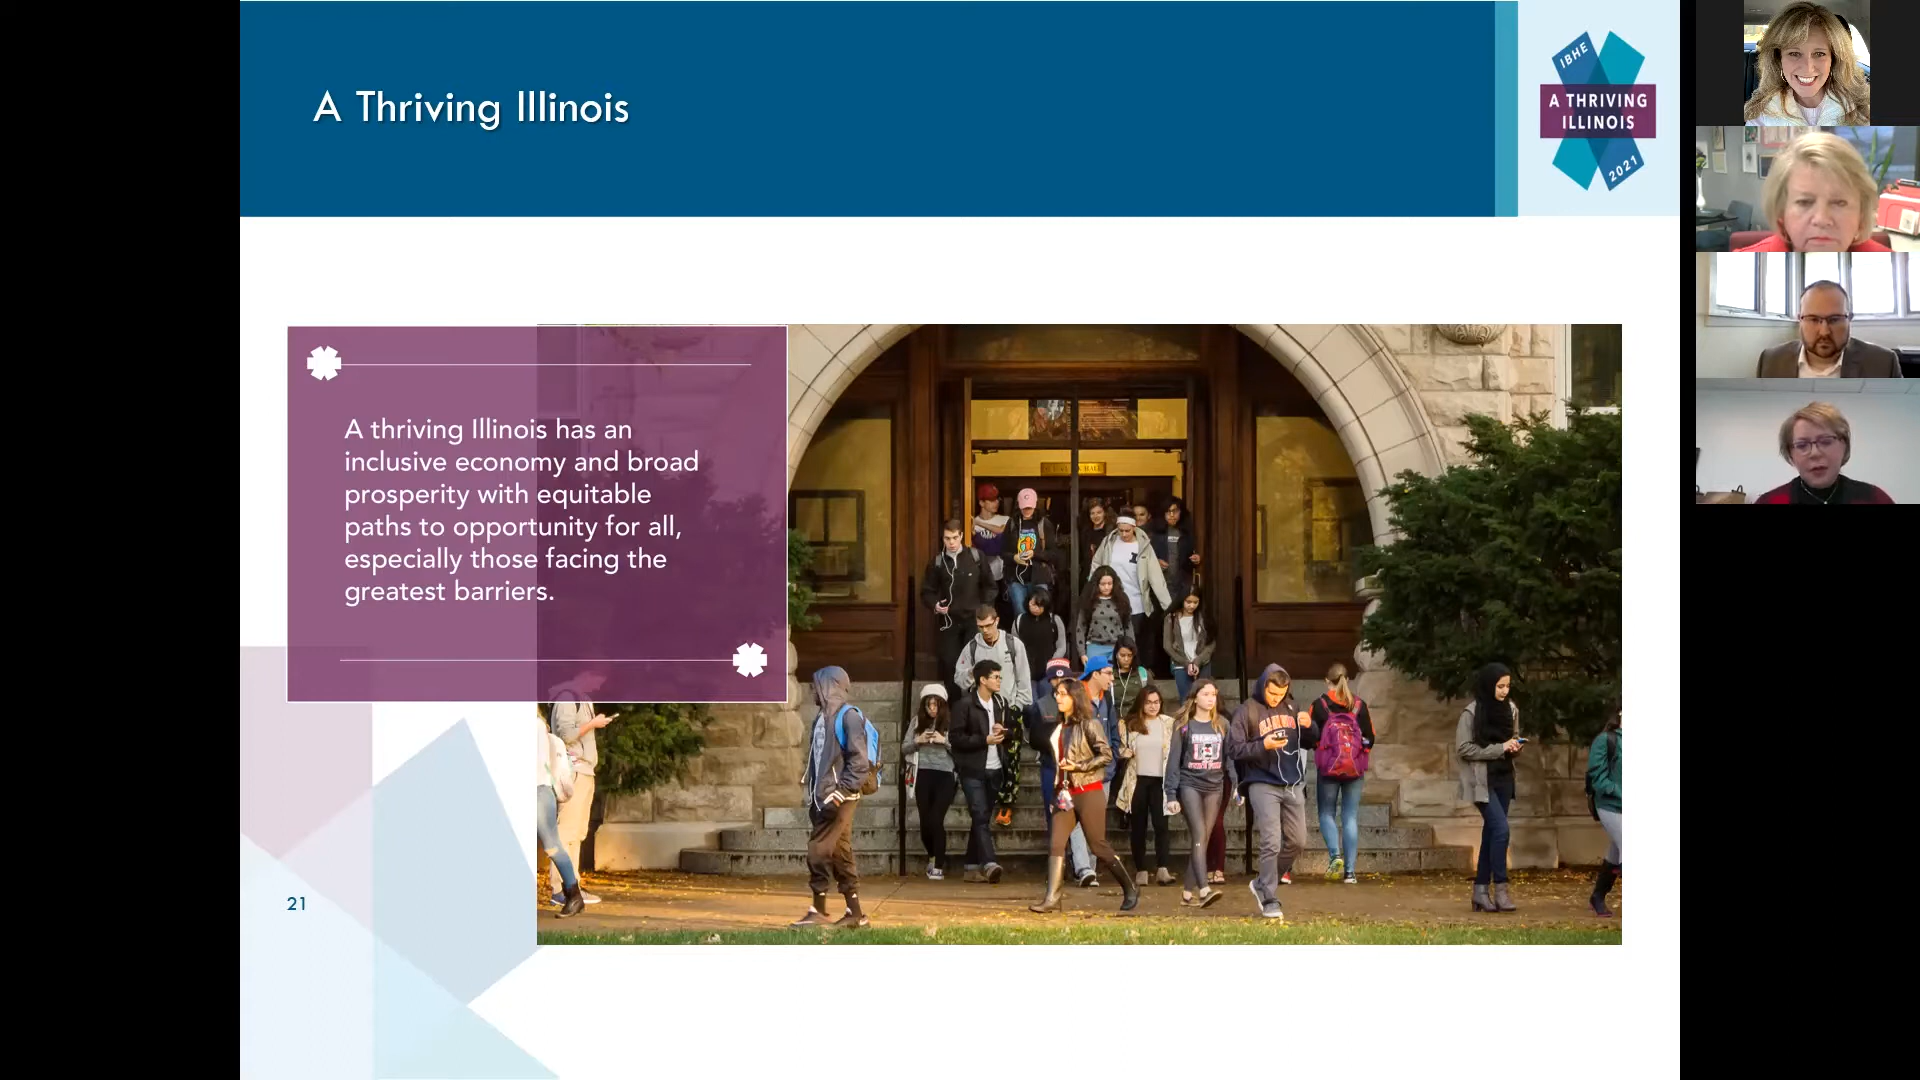 A Thriving Illinois
IBHE
A THRIVING
ILLINOIS
2021
A thriving Illinois has an
inclusive economy and broad
prosperity with equitable
paths to opportunity for all,
especially those facing the
greatest barriers.
21